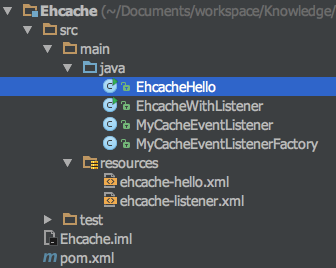 Ehcache (~/Documents/workspace/Knowledge/
src
main
java
EhcacheHello
EhcacheWithListener
MyCacheEventListener
MyCacheEventListenerFactory
resources
ehcache-hello.xml
ehcache-listener.xml
test
Ehcache.iml
pom.xml